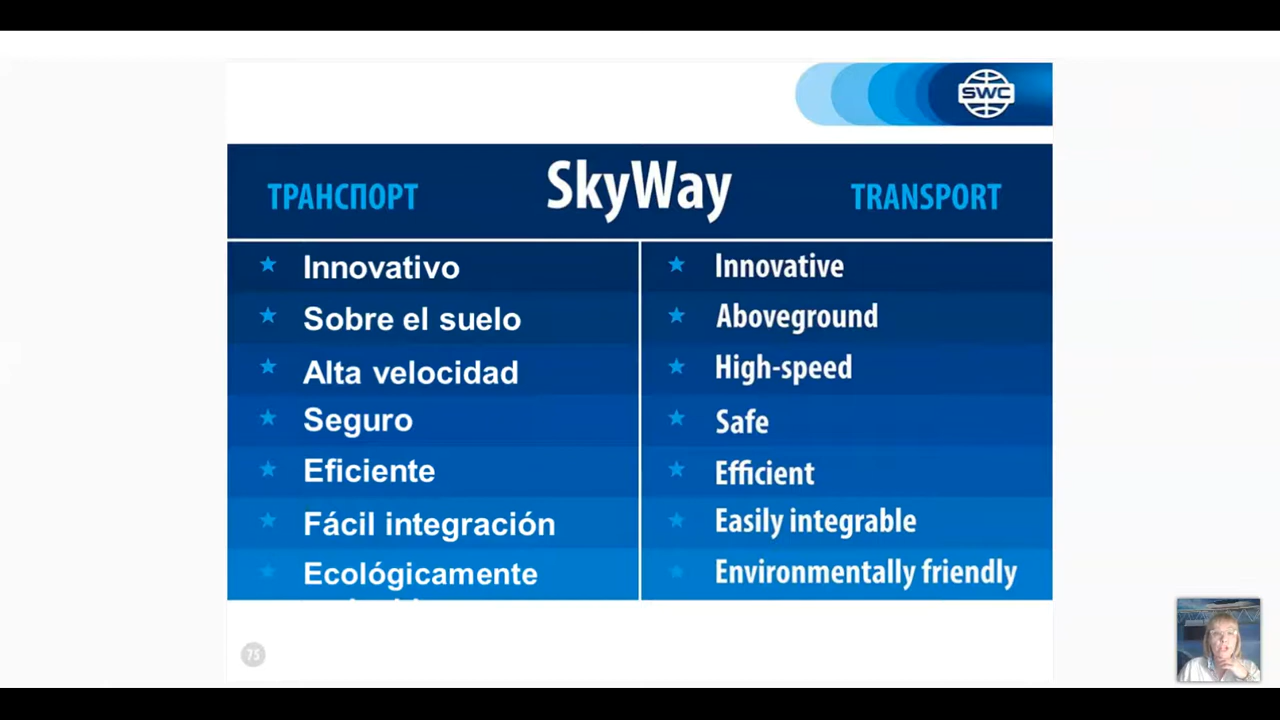 SWC
ТРАНСПОРТ SkyWay TRANSPORT
Innovativo
Sobre el suelo
Alta velocidad
Seguro
Eficiente
Fácil integración
Ecológicamente
Innovative
Aboveground
High-speed
Safe
Efficient
Easily integrable
Environmentally friendly
75